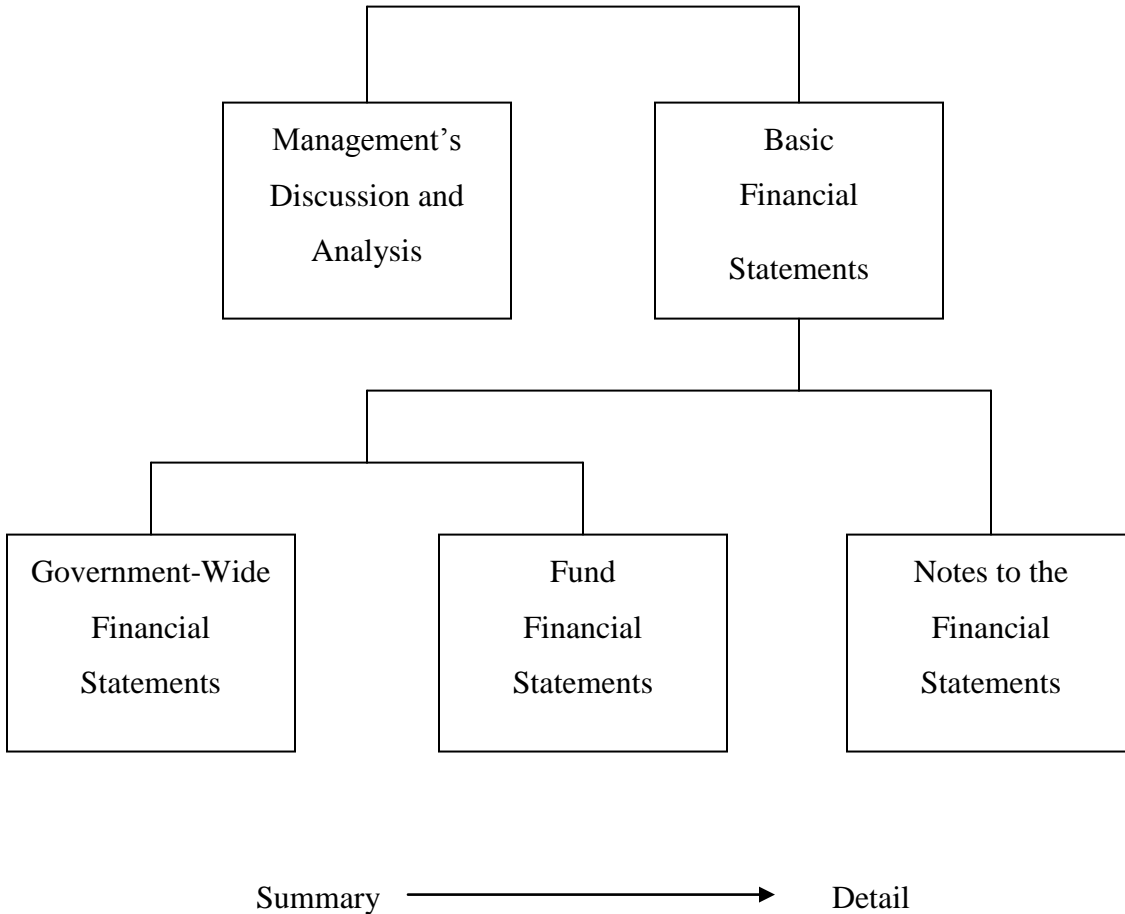 Management’s
Discussion and
Analysis
Basic
Financial
Statements
Government-Wide
Financial
Statements
Fund
Financial
Statements
Notes to the
Financial
Statements
Summary
Detail